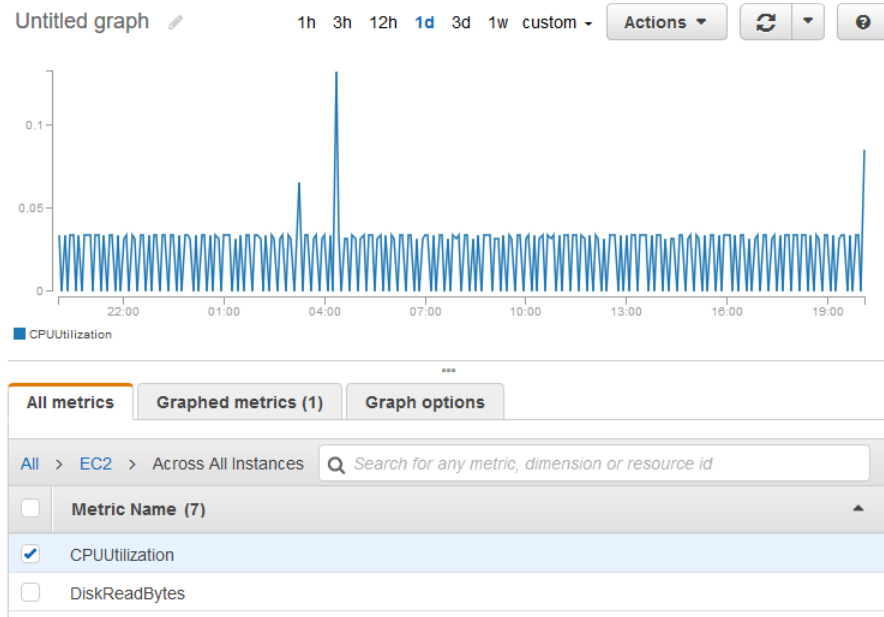 Untitled graph 1h 3h 12h 1d 3d 1w custom Actions ?
0.1
0.05
0
22:00 01:00 04:00 07:00 10:00 13:00 16:00 19:00
CPUUtilization
All metrics Graphed metrics (1) Graph options
All > EC2 > Across All Instances Search for any metric, dimension or resource id
Metric Name (7)
CPUUtilization
DiskReadBytes